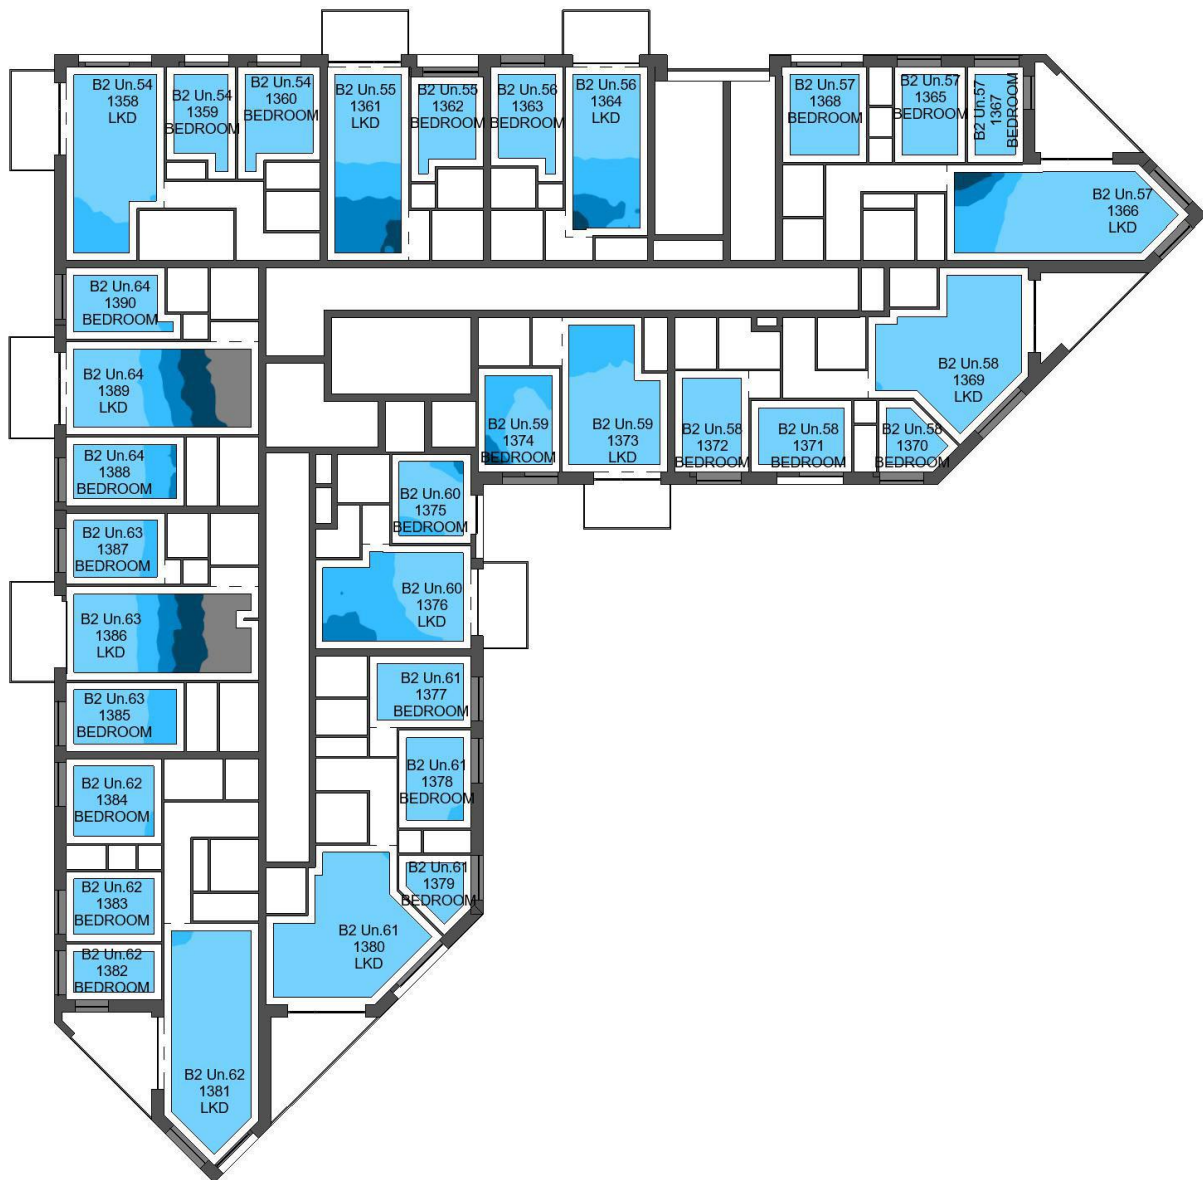 B2 Un.54
1358
LKD
B2 Un.54
1359
BEDROOM
B2 Un.54
1360
BEDROOM
B2 Un.55
1361
LKD
B2 Un.55
1362
BEDROOM
B2 Un.56
1363
BEDROOM
B2 Un.56
1364
LKD
B2 Un.57
1368
BEDROOM
B2 Un.57
1365
BEDROOM
B2 Un.57
1367
BEDROOM
B2 Un.57
1366
LKD
B2 Un.64
1390
BEDROOM
B2 Un.64
1389
LKD
B2 Un.64
1388
BEDROOM
B2 Un.59
1374
BEDROOM
B2 Un.59
1373
LKD
B2 Un.58
1372
BEDROOM
B2 Un.58
1371
BEDROOM
B2 Un.58
1370
BEDROOM
B2 Un.58
1369
LKD
B2 Un.60
1375
BEDROOM
B2 Un.60
1376
LKD
B2 Un.63
1387
BEDROOM
B2 Un.63
1386
LKD
B2 Un.63
1385
BEDROOM
B2 Un.61
1377
BEDROOM
B2 Un.61
1378
BEDROOM
B2 Un.61
1379
BEDROOM
B2 Un.61
1380
LKD
B2 Un.62
1384
BEDROOM
B2 Un.62
1383
BEDROOM
B2 Un.62
1382
BEDROOM
B2 Un.62
1381
LKD